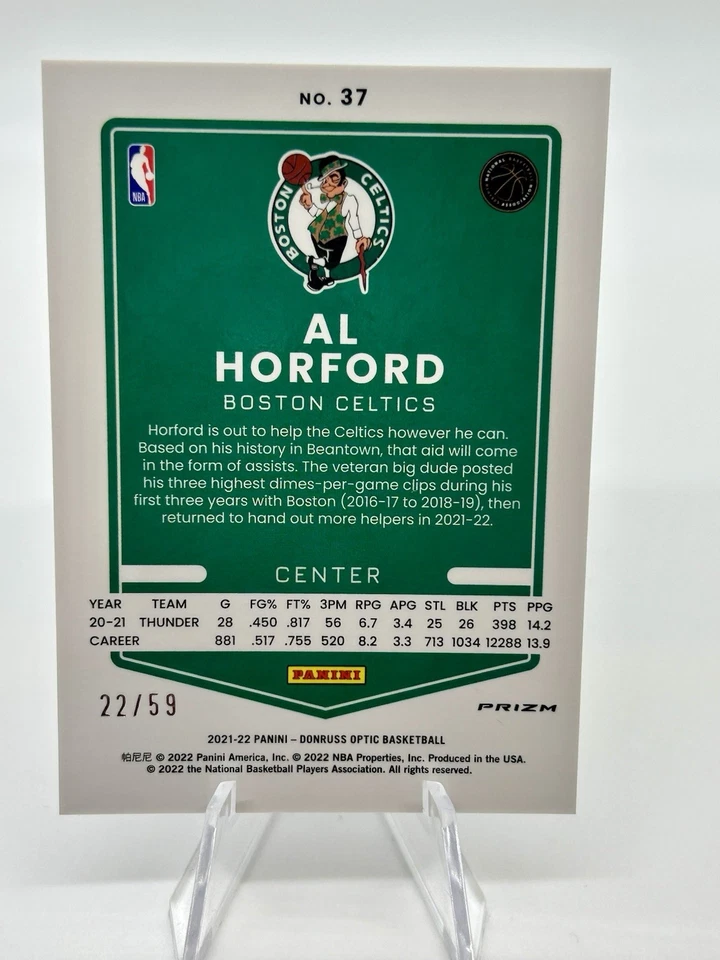 NO. 37
NBA
BOSTON CELTICS
NATIONAL BASKETBALL
AL
HORFORD
BOSTON CELTICS
Horford is out to help the Celtics however he can.
Based on his history in Beantown, that aid will come
in the form of assists. The veteran big dude posted
his three highest dimes-per-game clips during his
first three years with Boston (2016-17 to 2018-19), then
returned to hand out more helpers in 2021-22.
CENTER
YEAR TEAM G FG% FT% 3PM RPG APG STL BLK PTS PPG
20-21 THUNDER 28 .450 .817 56 6.7 3.4 25 26 398 14.2
CAREER 881 .517 .755 520 8.2 3.3 713 1034 12288 13.9
PANINI
22/59
PRIZM
2021-22 PANINI – DONRUSS OPTIC BASKETBALL
帕尼尼 © 2022 Panini America, Inc. © 2022 NBA Properties, Inc. Produced in the USA.
© 2022 the National Basketball Players Association. All rights reserved.